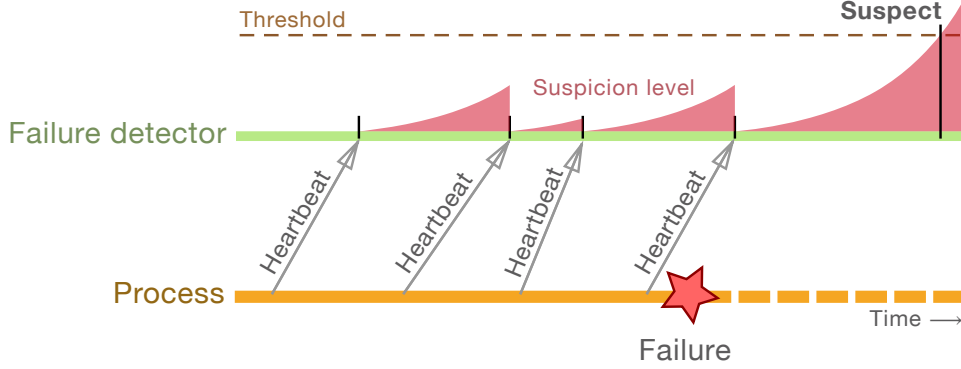 Threshold
Suspect
Suspicion level
Failure detector
Heartbeat
Heartbeat
Heartbeat
Heartbeat
Process
Time
Failure